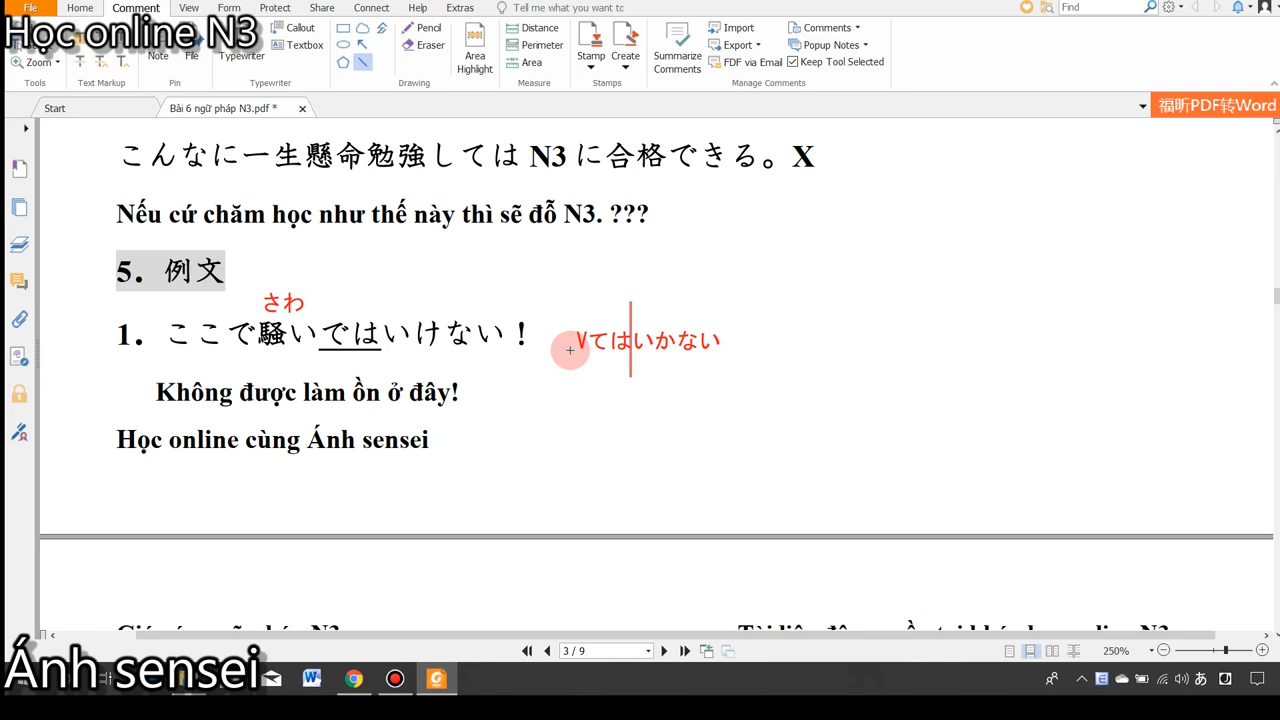 File Home Comment View Form Protect Share Connect Help Extras Tell me what you want tc Find
Học online N3
Zoom Note File Typewriter Callout Textbox Pencil Eraser Area Highlight Distance Perimeter Area Stamp Create Summarize Comments Import Export FDF via Email Comments Popup Notes Keep Tool Selected
Tools Text Markup Pin Typewriter Drawing Measure Stamps Manage Comments
Start Bài 6 ngữ pháp N3.pdf * 福昕PDF转Word
こんなに一生懸命勉強しては N3 に合格できる。X
Nếu cứ chăm học như thế này thì sẽ đỗ N3. ???
5．例文
さわ
1．ここで騒いではいけない！ Vてはいかない
Không được làm ồn ở đây!
Học online cùng Ánh sensei
3 / 9 250%
Ánh sensei